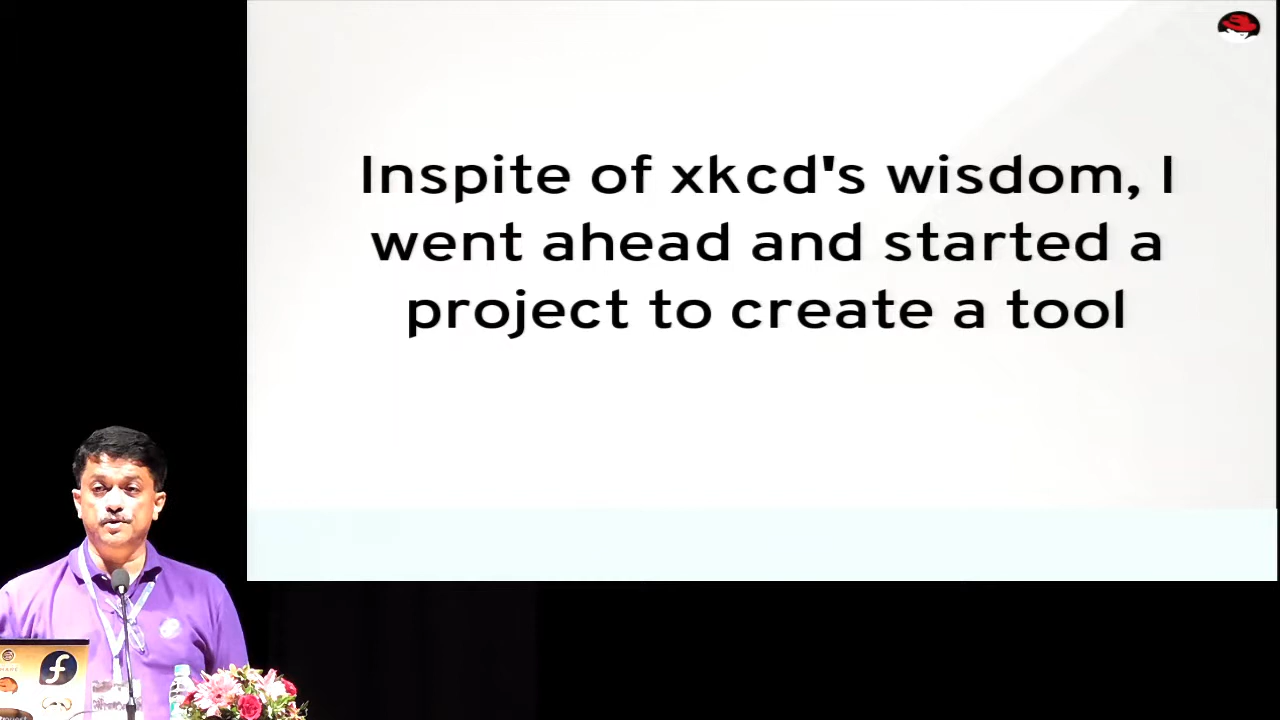 Inspite of xkcd's wisdom, I
went ahead and started a
project to create a tool